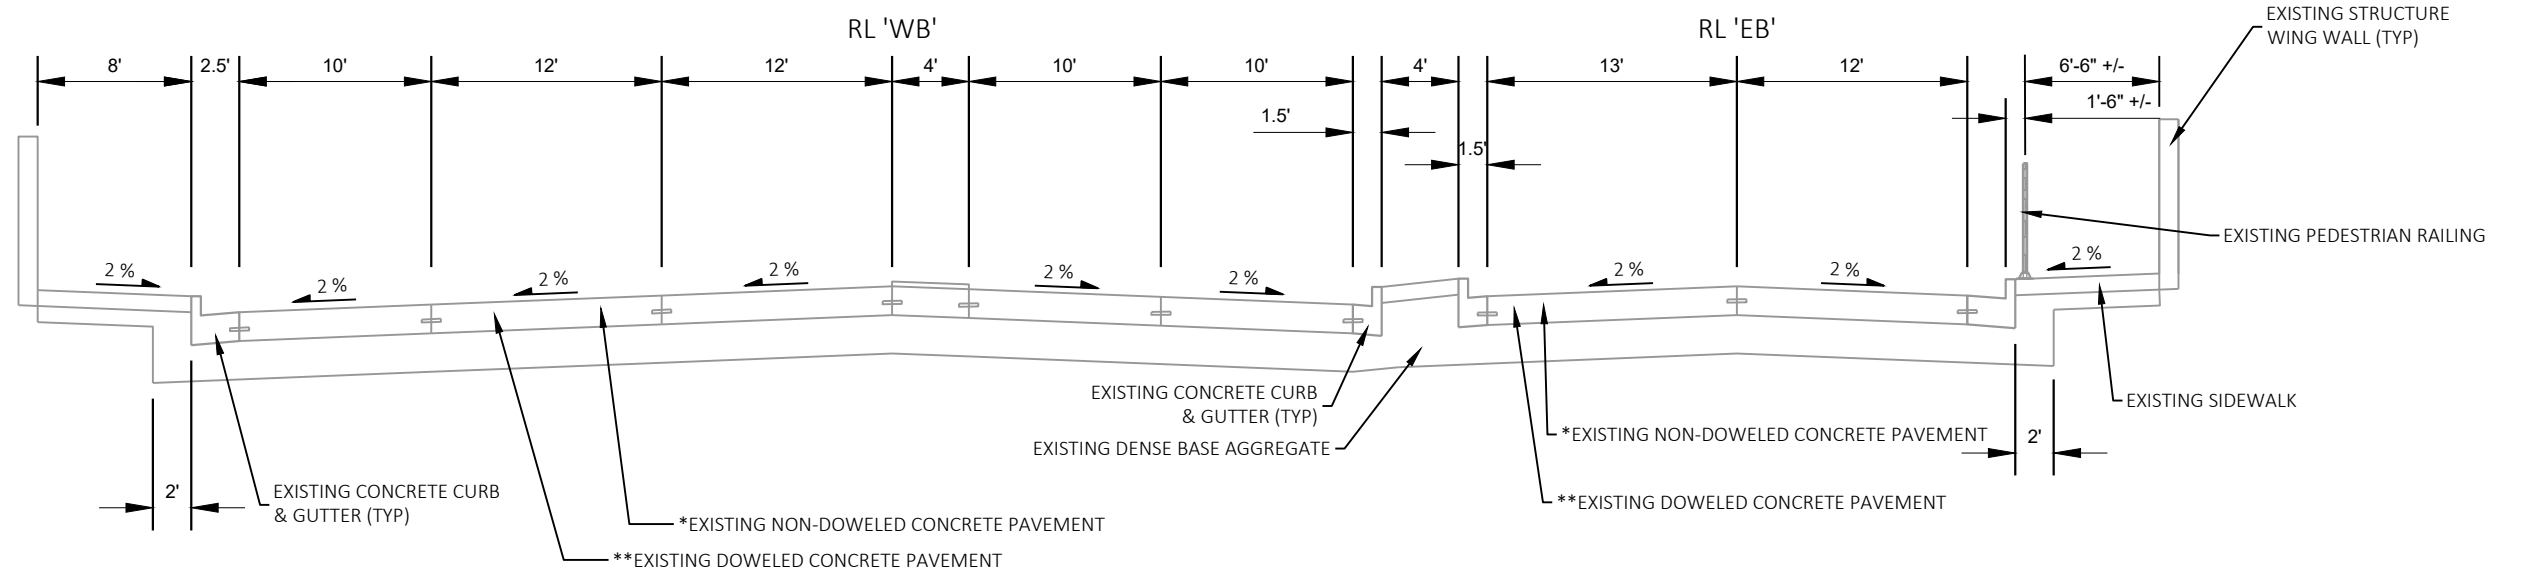 RL 'WB'
RL 'EB'
EXISTING STRUCTURE
WING WALL (TYP)
8'
2.5'
10'
12'
12'
4'
10'
10'
4'
13'
12'
6'-6" +/-
1'-6" +/-
1.5'
1.5'
2 %
2 %
2 %
2 %
2 %
2 %
2 %
2 %
2 %
EXISTING PEDESTRIAN RAILING
EXISTING CONCRETE CURB
& GUTTER (TYP)
EXISTING SIDEWALK
EXISTING DENSE BASE AGGREGATE
*EXISTING NON-DOWELED CONCRETE PAVEMENT
2'
2'
EXISTING CONCRETE CURB
& GUTTER (TYP)
**EXISTING DOWELED CONCRETE PAVEMENT
*EXISTING NON-DOWELED CONCRETE PAVEMENT
**EXISTING DOWELED CONCRETE PAVEMENT